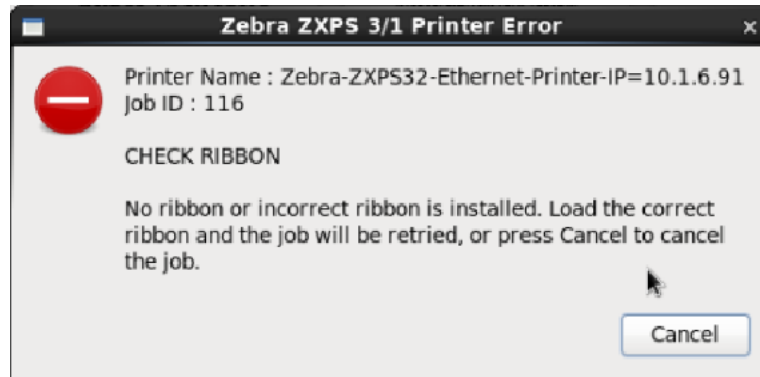 Zebra ZXPS 3/1 Printer Error
Printer Name : Zebra-ZXPS32-Ethernet-Printer-IP=10.1.6.91
Job ID : 116
CHECK RIBBON
No ribbon or incorrect ribbon is installed. Load the correct
ribbon and the job will be retried, or press Cancel to cancel
the job.
Cancel